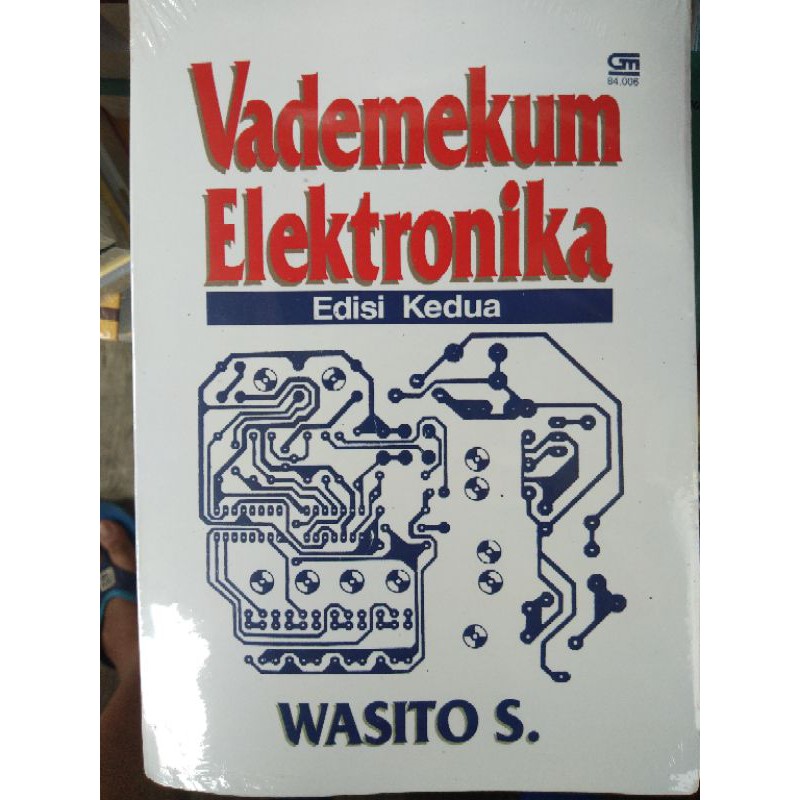 GM
84.006
Vademekum
Elektronika
Edisi Kedua
WASITO S.